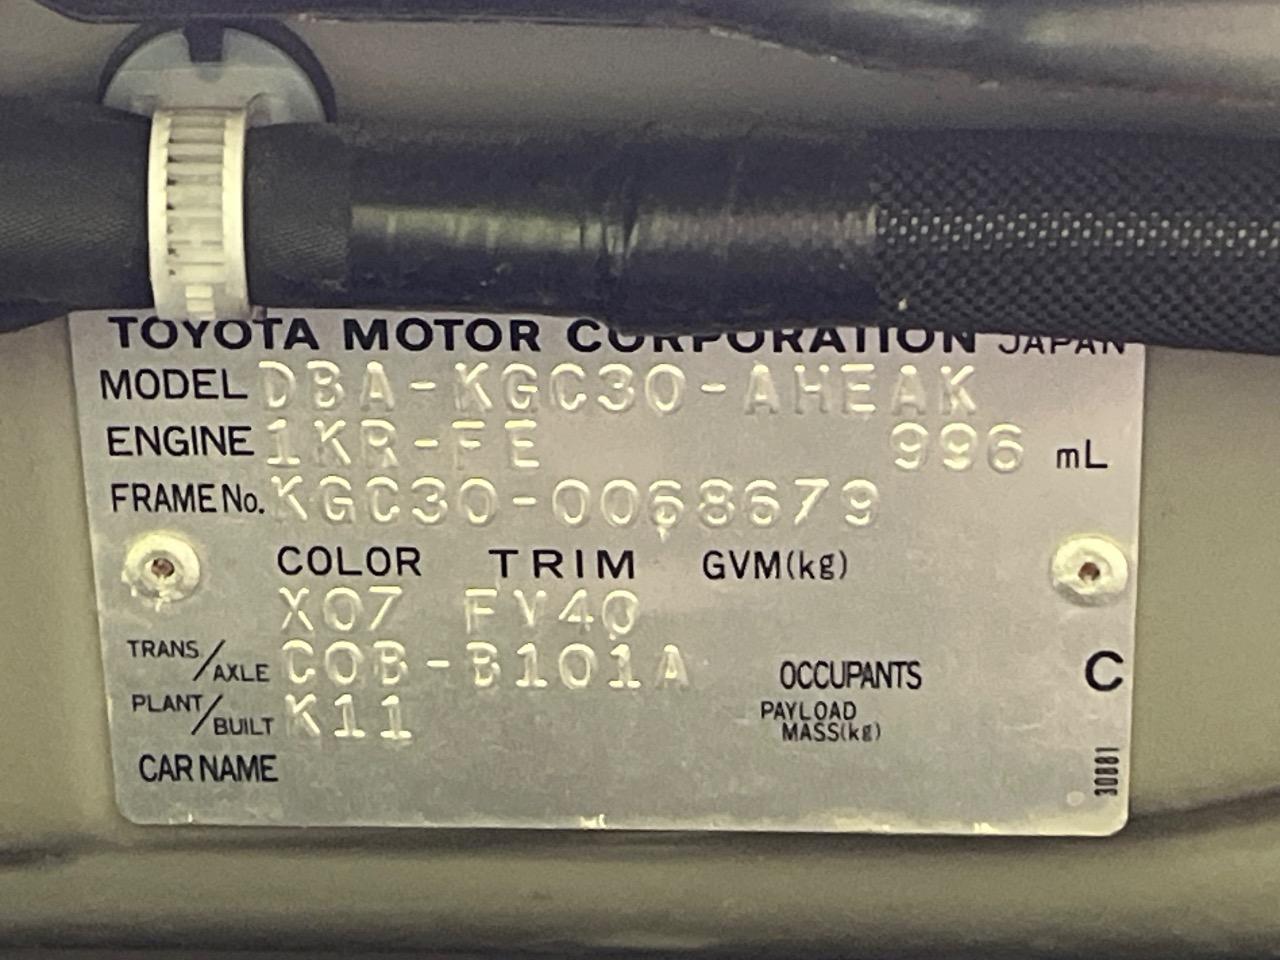 TOYOTA MOTOR CORPORATION JAPAN
MODEL DBA-KGC30-AHEAK
ENGINE 1KR-FE 996 mL
FRAME No. KGC30-0068679
COLOR TRIM GVM(kg)
X07 FV40
TRANS/AXLE C0B-B101A OCCUPANTS C
PLANT/BUILT K11 PAYLOAD MASS(kg)
CAR NAME
30881